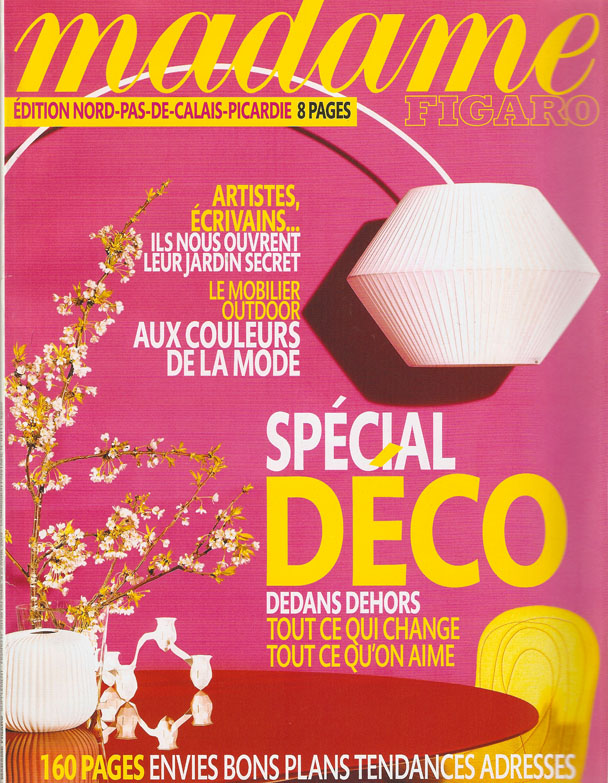 madame
FIGARO
ÉDITION NORD-PAS-DE-CALAIS-PICARDIE 8 PAGES
ARTISTES,
ÉCRIVAINS...
ILS NOUS OUVRENT
LEUR JARDIN SECRET
LE MOBILIER
OUTDOOR
AUX COULEURS
DE LA MODE
SPÉCIAL
DÉCO
DEDANS DEHORS
TOUT CE QUI CHANGE
TOUT CE QU'ON AIME
160 PAGES ENVIES BONS PLANS TENDANCES ADRESSES